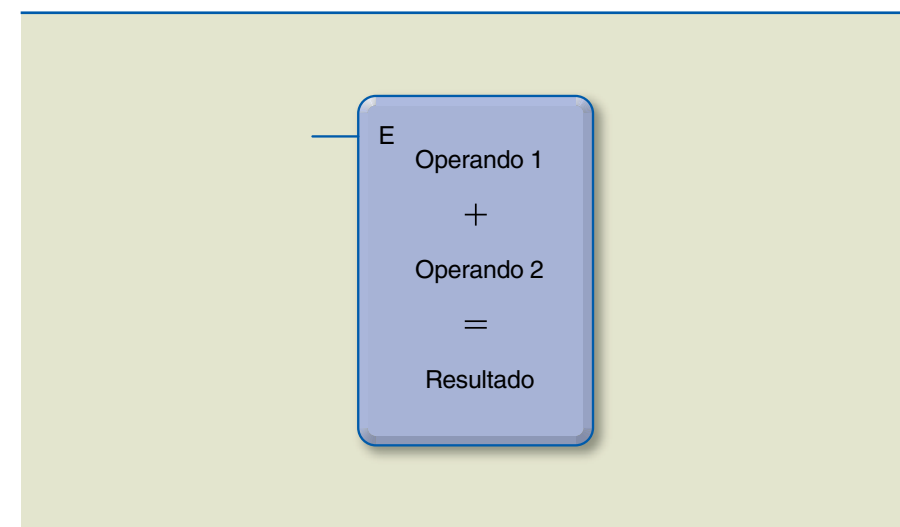 E
Operando 1
+
Operando 2
=
Resultado